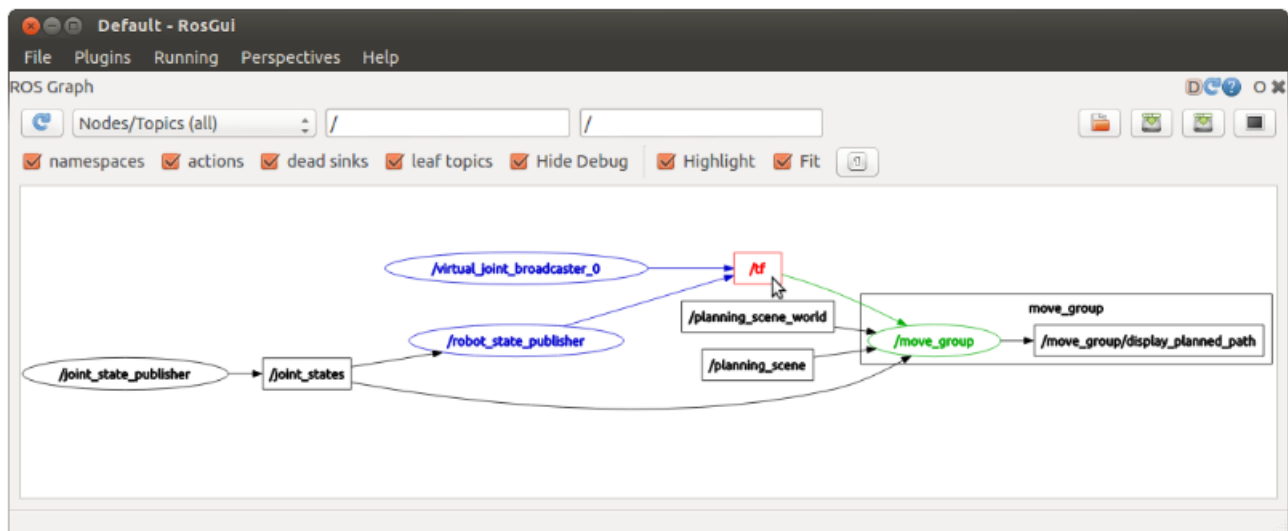 Default - RosGui
File Plugins Running Perspectives Help
ROS Graph D ? O
Nodes/Topics (all) / /
namespaces actions dead sinks leaf topics Hide Debug Highlight Fit
/virtual_joint_broadcaster_0 /tf
/planning_scene_world move_group
/robot_state_publisher /move_group /move_group/display_planned_path
/joint_state_publisher /joint_states /planning_scene